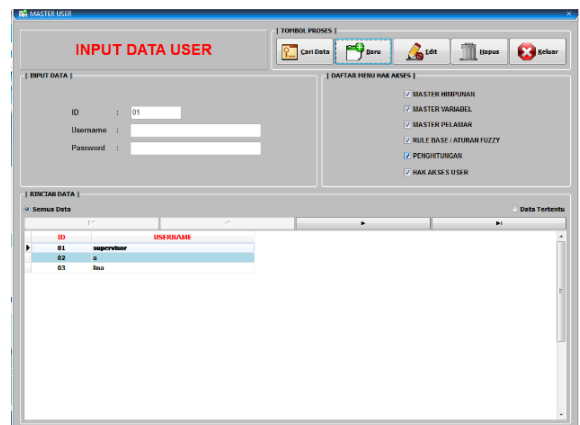 MASTER USER
INPUT DATA USER
[ TOMBOL PROSES ]
Cari Data
Baru
Edit
Hapus
Keluar
[ INPUT DATA ]
ID : 01
Username :
Password :
[ DAFTAR MENU HAK AKSES ]
MASTER HIMPUNAN
MASTER VARIABEL
MASTER PELAMAR
RULE BASE / ATURAN FUZZY
PENGHITUNGAN
HAK AKSES USER
[ RINCIAN DATA ]
Semua Data
Data Tertentu
ID USERNAME
01 supervisor
02 a
03 lina